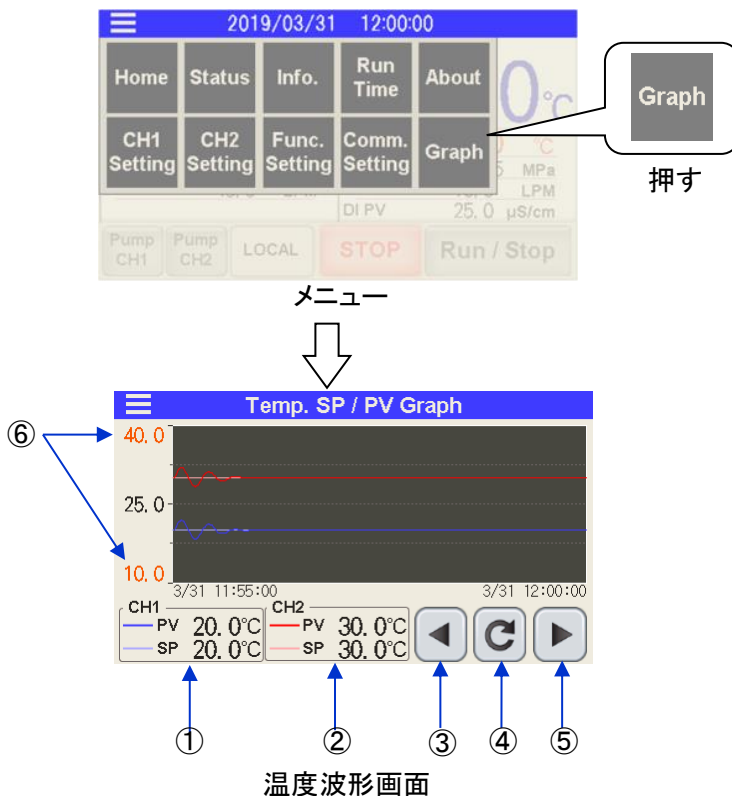 2019/03/31 12:00:00
Home Status Info. Run Time About
CH1 Setting CH2 Setting Func. Setting Comm. Setting Graph
0℃
℃
5 MPa
LPM LPM
DI PV 25.0 μS/cm
Pump CH1 Pump CH2 LOCAL STOP Run / Stop
Graph
押す
メニュー
Temp. SP / PV Graph
⑥
40.0
25.0
10.0
3/31 11:55:00 3/31 12:00:00
CH1 CH2
PV 20.0℃ PV 30.0℃
SP 20.0℃ SP 30.0℃
① ② ③ ④ ⑤
温度波形画面